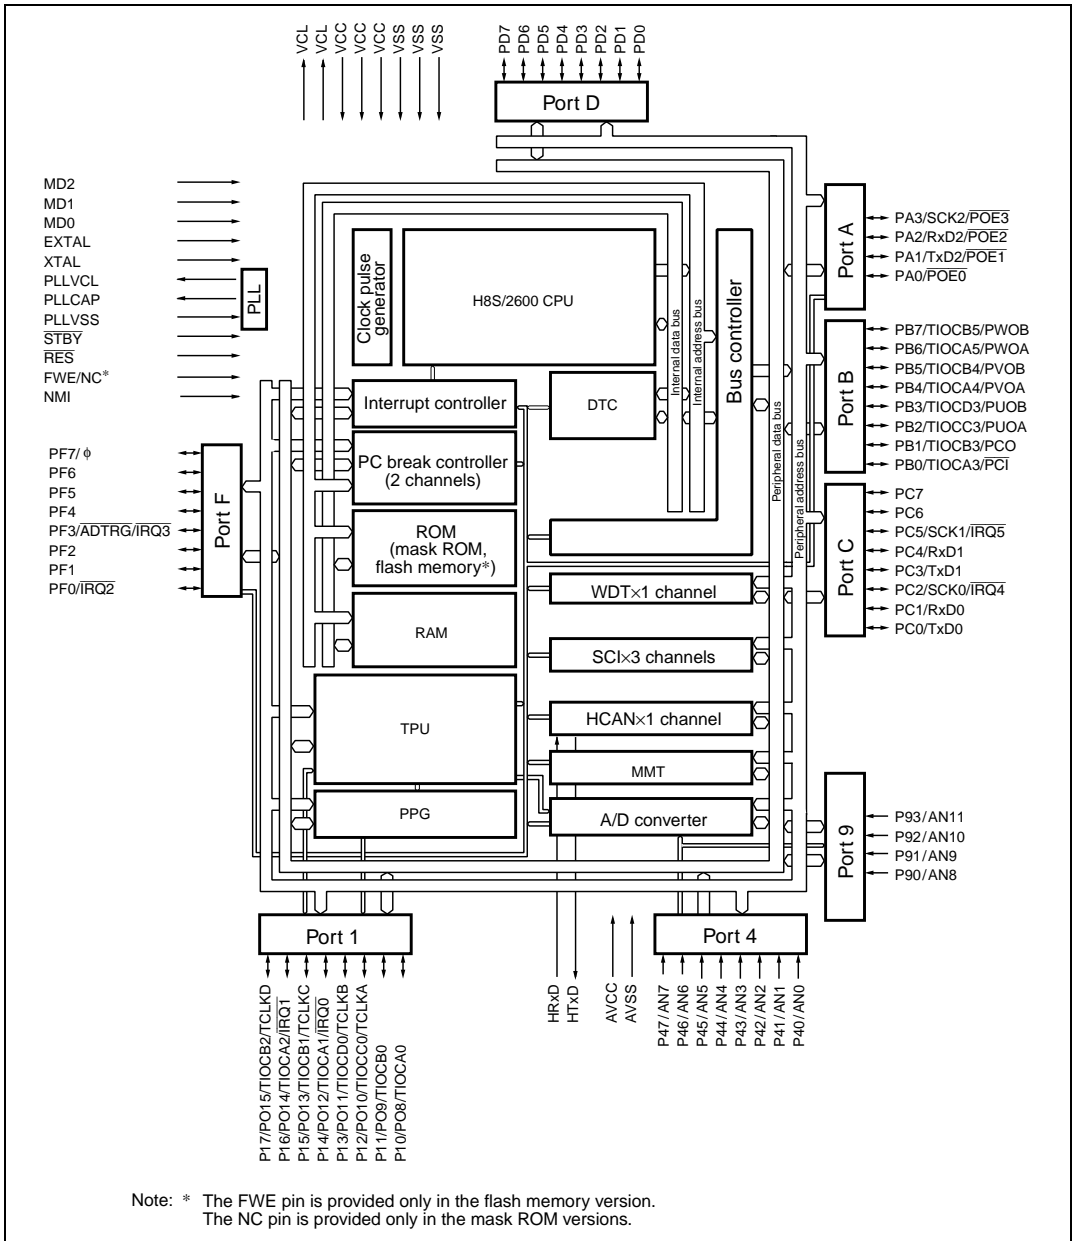 VCL
VCL
VCC
VCC
VCC
VSS
VSS
VSS
PD7
PD6
PD5
PD4
PD3
PD2
PD1
PD0
Port D
MD2
MD1
MD0
EXTAL
XTAL
PLLVCL
PLLCAP
PLLVSS
STBY
RES
FWE/NC*
NMI
PLL
Clock pulse generator
H8S/2600 CPU
Internal data bus
Internal address bus
Bus controller
Peripheral data bus
Peripheral address bus
Port A
PA3/SCK2/POE3
PA2/RxD2/POE2
PA1/TxD2/POE1
PA0/POE0
Interrupt controller
DTC
Port B
PB7/TIOCB5/PWOB
PB6/TIOCA5/PWOA
PB5/TIOCB4/PVOB
PB4/TIOCA4/PVOA
PB3/TIOCD3/PUOB
PB2/TIOCC3/PUOA
PB1/TIOCB3/PCO
PB0/TIOCA3/PCI
PF7/ φ
PF6
PF5
PF4
PF3/ADTRG/IRQ3
PF2
PF1
PF0/IRQ2
Port F
PC break controller
(2 channels)
ROM
(mask ROM,
flash memory*)
RAM
WDT×1 channel
SCI×3 channels
HCAN×1 channel
MMT
A/D converter
TPU
PPG
Port C
PC7
PC6
PC5/SCK1/IRQ5
PC4/RxD1
PC3/TxD1
PC2/SCK0/IRQ4
PC1/RxD0
PC0/TxD0
Port 9
P93/AN11
P92/AN10
P91/AN9
P90/AN8
Port 1
Port 4
P17/PO15/TIOCB2/TCLKD
P16/PO14/TIOCA2/IRQ1
P15/PO13/TIOCB1/TCLKC
P14/PO12/TIOCA1/IRQ0
P13/PO11/TIOCD0/TCLKB
P12/PO10/TIOCC0/TCLKA
P11/PO9/TIOCB0
P10/PO8/TIOCA0
HRxD
HTxD
AVCC
AVSS
P47/AN7
P46/AN6
P45/AN5
P44/AN4
P43/AN3
P42/AN2
P41/AN1
P40/AN0
Note: * The FWE pin is provided only in the flash memory version.
The NC pin is provided only in the mask ROM versions.